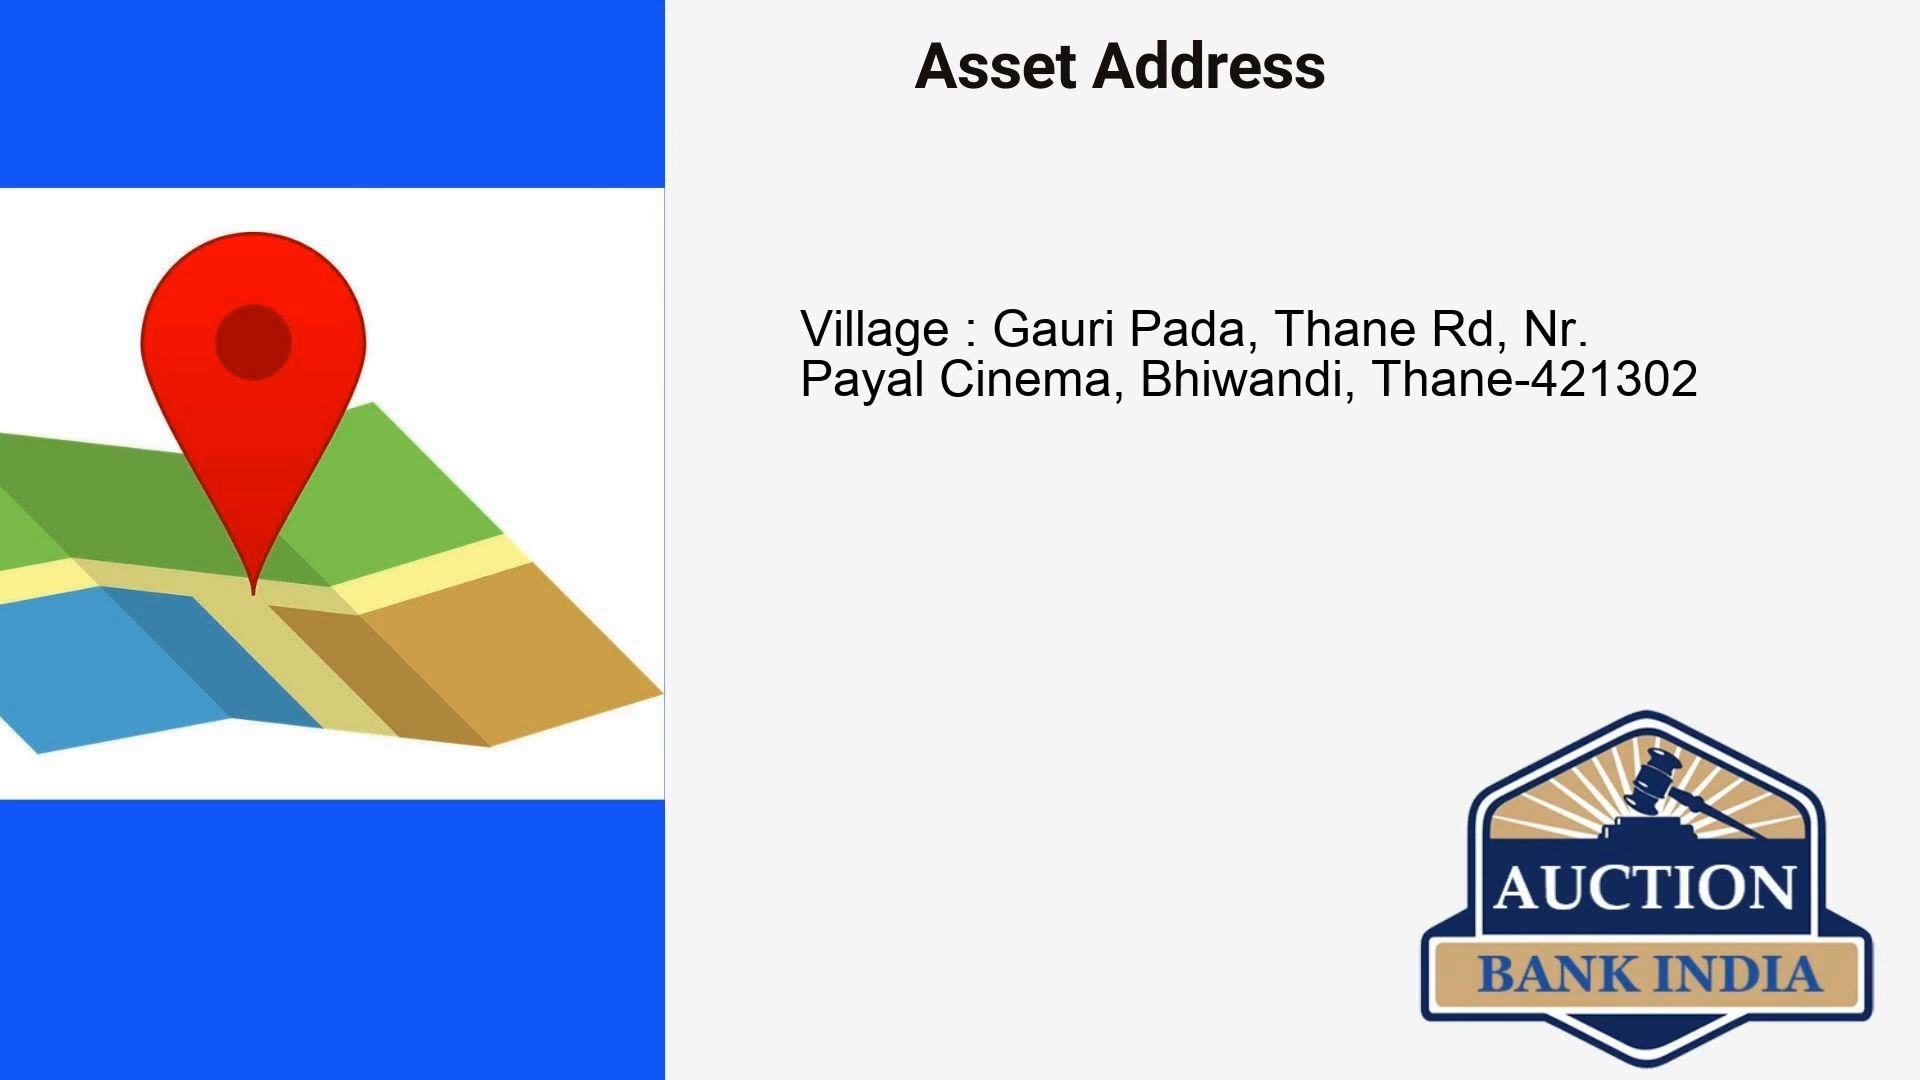 Asset Address
Village : Gauri Pada, Thane Rd, Nr.
Payal Cinema, Bhiwandi, Thane-421302
AUCTION
BANK INDIA